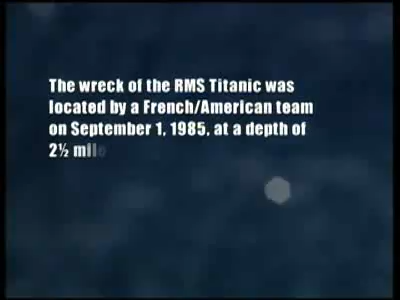 The wreck of the RMS Titanic was
located by a French/American team
on September 1, 1985, at a depth of
2½ mile